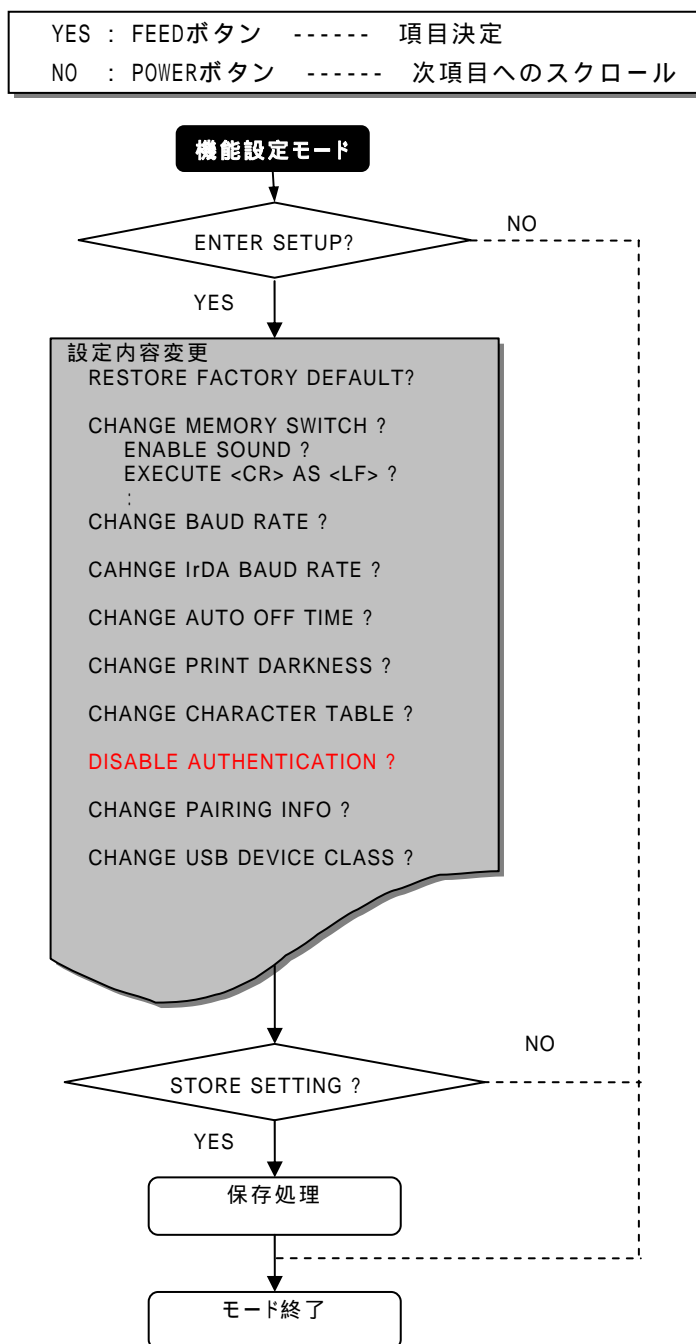 YES : FEEDボタン ------ 項目決定
NO : POWERボタン ------ 次項目へのスクロール
機能設定モード
ENTER SETUP?
NO
YES
設定内容変更
RESTORE FACTORY DEFAULT?
CHANGE MEMORY SWITCH ?
ENABLE SOUND ?
EXECUTE <CR> AS <LF> ?
:
CHANGE BAUD RATE ?
CAHNGE IrDA BAUD RATE ?
CHANGE AUTO OFF TIME ?
CHANGE PRINT DARKNESS ?
CHANGE CHARACTER TABLE ?
DISABLE AUTHENTICATION ?
CHANGE PAIRING INFO ?
CHANGE USB DEVICE CLASS ?
NO
STORE SETTING ?
YES
保存処理
モード終了